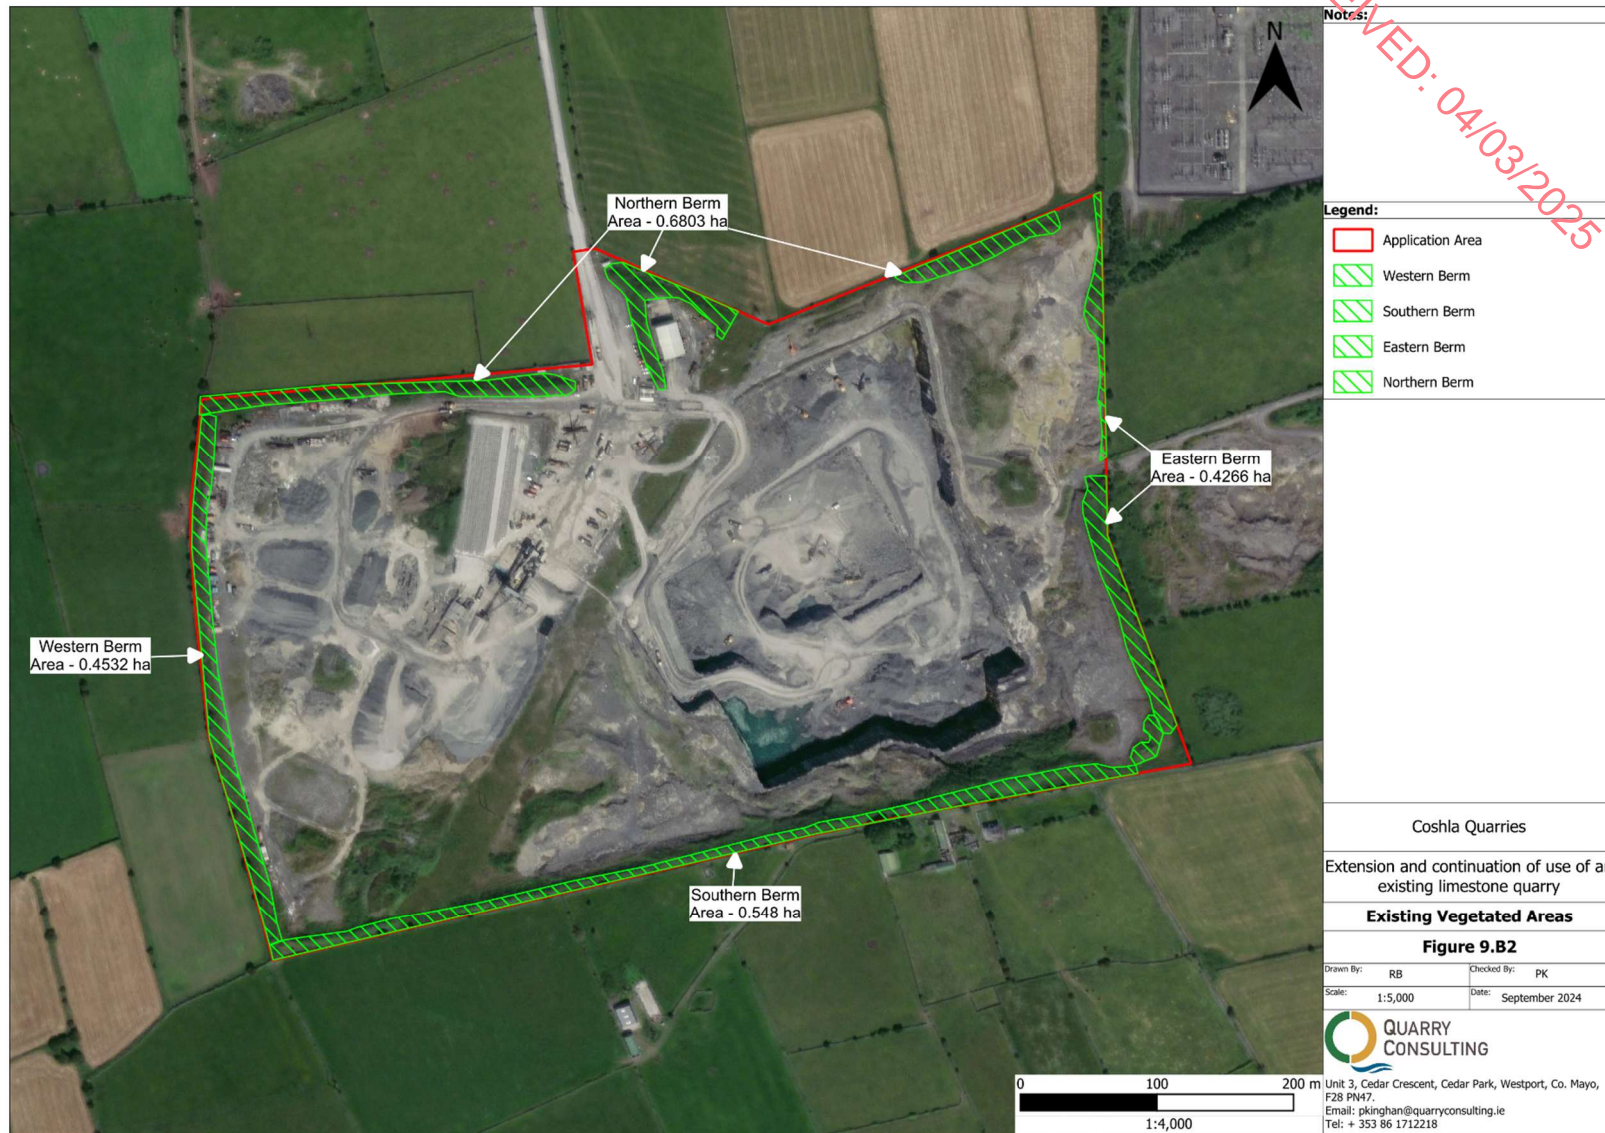 Notes:
IVED: 04/03/2025
N
Legend:
Application Area
Western Berm
Southern Berm
Eastern Berm
Northern Berm
Northern Berm
Area - 0.6803 ha
Eastern Berm
Area - 0.4266 ha
Western Berm
Area - 0.4532 ha
Southern Berm
Area - 0.548 ha
Coshla Quarries
Extension and continuation of use of a
existing limestone quarry
Existing Vegetated Areas
Figure 9.B2
Drawn By: RB Checked By: PK
Scale: 1:5,000 Date: September 2024
QUARRY
CONSULTING
Unit 3, Cedar Crescent, Cedar Park, Westport, Co. Mayo,
F28 PN47.
Email: pkinghan@quarryconsulting.ie
Tel: + 353 86 1712218
0 100 200 m
1:4,000